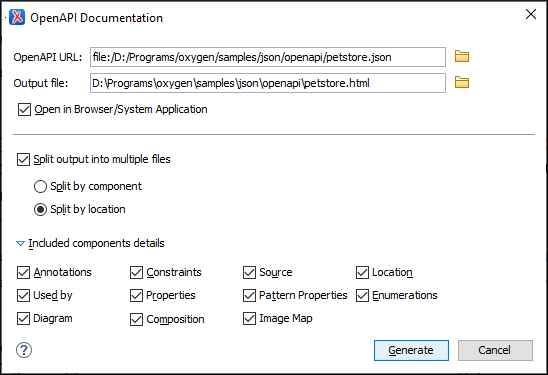 OpenAPI Documentation
OpenAPI URL: file:/D:/Programs/oxygen/samples/json/openapi/petstore.json
Output file: D:\Programs\oxygen\samples\json\openapi\petstore.html
Open in Browser/System Application
Split output into multiple files
Split by component
Split by location
Included components details
Annotations Constraints Source Location
Used by Properties Pattern Properties Enumerations
Diagram Composition Image Map
? Generate Cancel